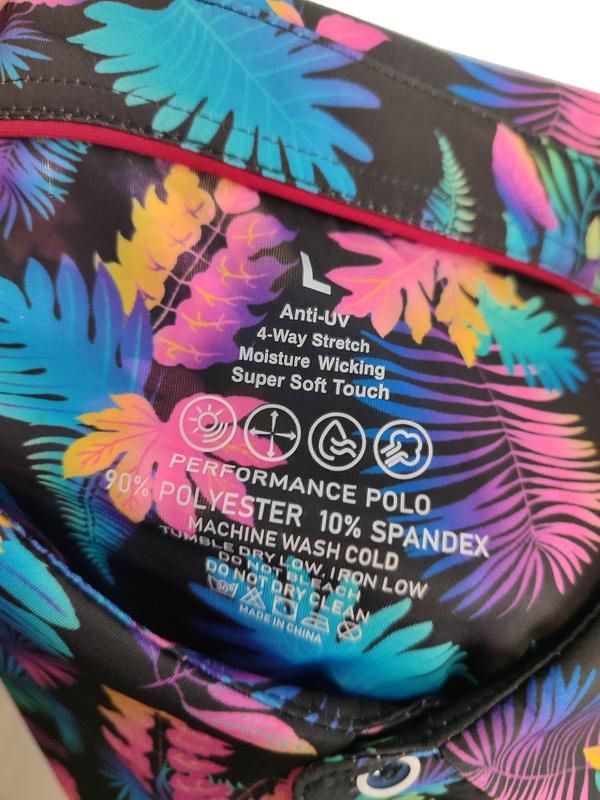 L
Anti-UV
4-Way Stretch
Moisture Wicking
Super Soft Touch
PERFORMANCE POLO
90% POLYESTER 10% SPANDEX
MACHINE WASH COLD
TUMBLE DRY LOW, IRON LOW
DO NOT BLEACH
DO NOT DRY CLEAN
30°
MADE IN CHINA